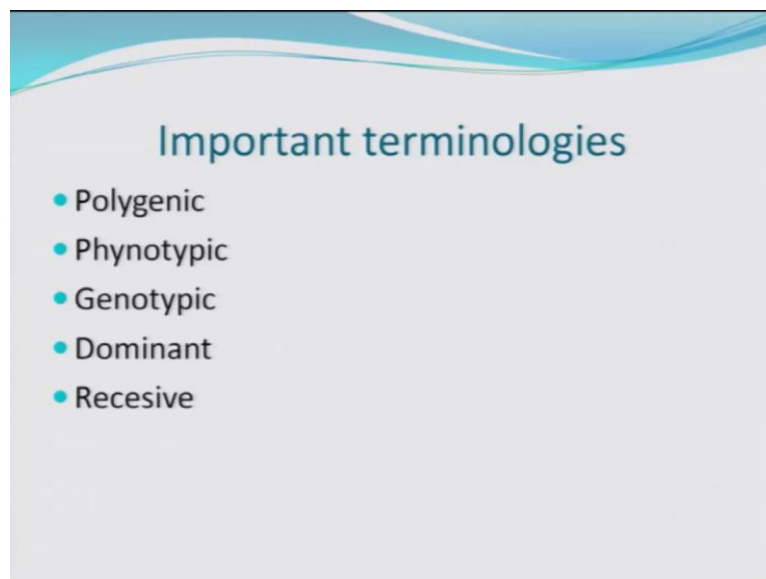 Important terminologies
Polygenic
Phynotypic
Genotypic
Dominant
Recesive